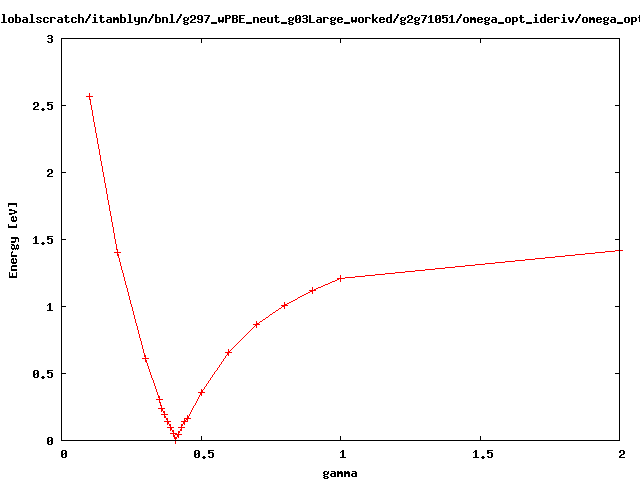 lobalscratch/itamblyn/bnl/g297_wPBE_neut_g03Large_worked/g2g71051/omega_opt_ideriv/omega_opt
3
2.5
2
1.5
1
0.5
0
Energy [eV]
0 0.5 1 1.5 2
gamma